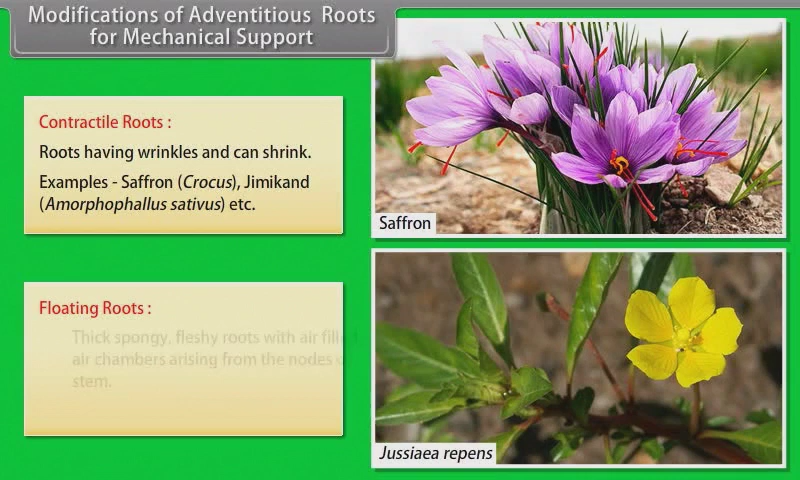 Modifications of Adventitious Roots
for Mechanical Support
Contractile Roots :
Roots having wrinkles and can shrink.
Examples - Saffron (Crocus), Jimikand
(Amorphophallus sativus) etc.
Saffron
Floating Roots :
Thick spongy, fleshy roots with air
air chambers arising from the nodes
stem.
Jussiaea repens